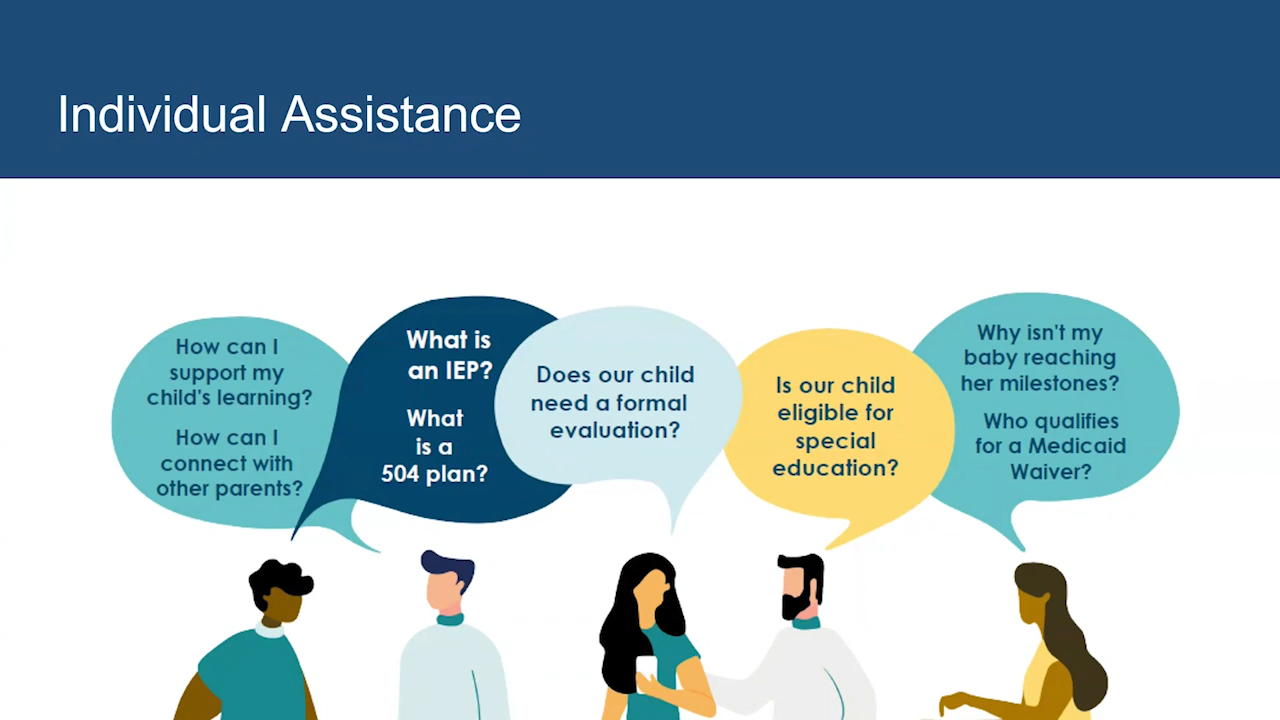 Individual Assistance
How can I
support my
child's learning?
How can I
connect with
other parents?
What is
an IEP?
What
is a
504 plan?
Does our child
need a formal
evaluation?
Is our child
eligible for
special
education?
Why isn't my
baby reaching
her milestones?
Who qualifies
for a Medicaid
Waiver?